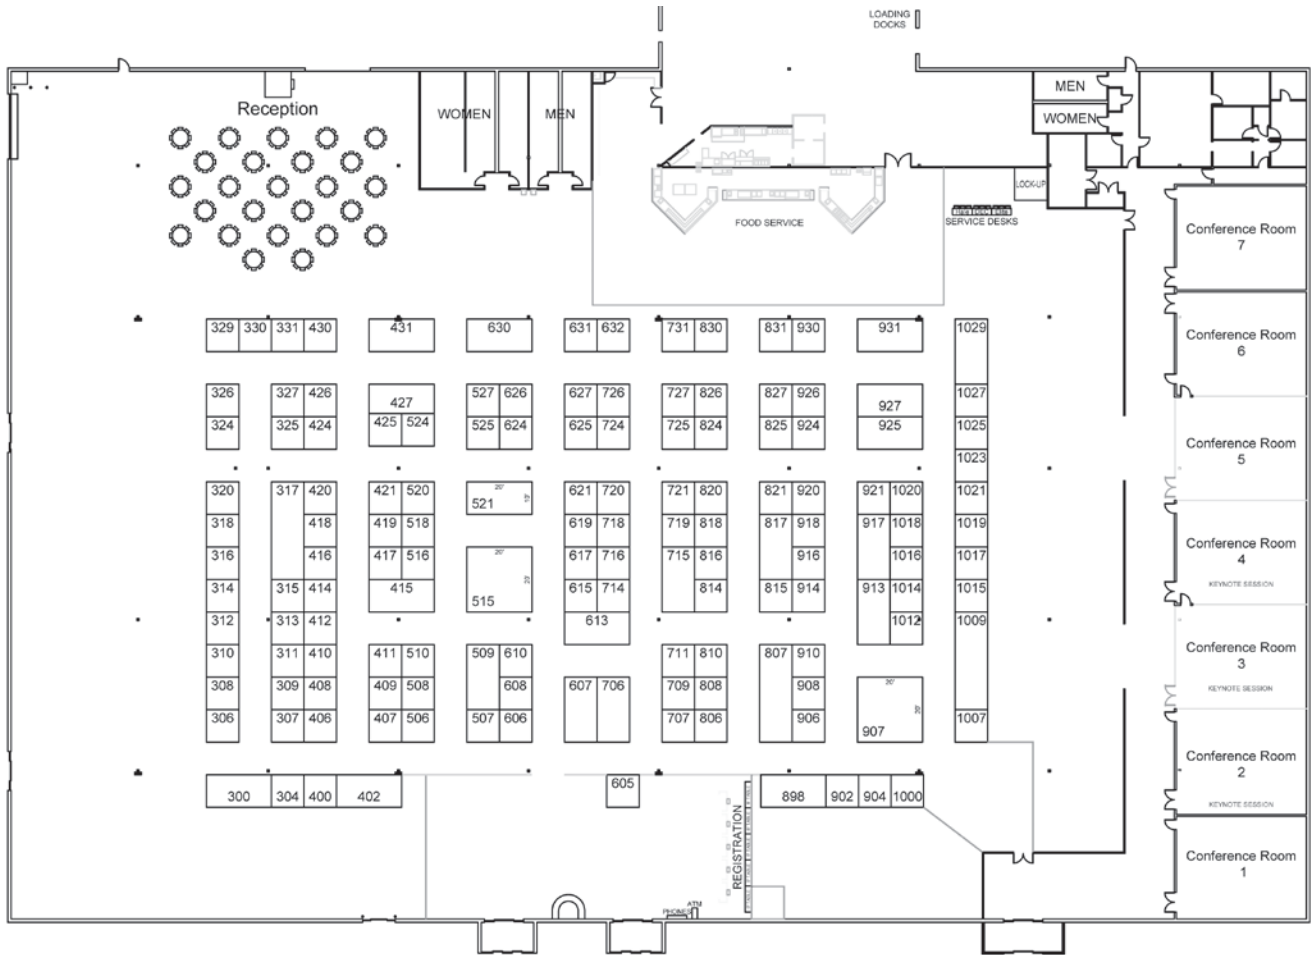 LOADING
DOCKS
Reception
WOMEN
MEN
MEN
WOMEN
LOCK-UP
FOOD SERVICE
SERVICE DESKS
Conference Room
7
329 330 331 430 431 630 631 632 731 830 831 930 931 1029
Conference Room
6
326 327 426 427 527 626 627 726 727 826 827 926 927 1027
324 325 424 425 524 525 624 625 724 725 824 825 924 925 1025
Conference Room
5
1023
320 317 420 421 520 20' 10' 521 621 720 721 820 821 920 921 1020 1021
318 418 419 518 619 718 719 818 817 918 917 1018 1019
Conference Room
4
KEYNOTE SESSION
316 416 417 516 20' 20' 515 617 716 715 816 916 1016 1017
314 315 414 415 615 714 814 815 914 913 1014 1015
312 313 412 613 1012 1009
Conference Room
3
KEYNOTE SESSION
310 311 410 411 510 509 610 711 810 807 910
308 309 408 409 508 608 607 706 709 808 908 20' 20' 907
306 307 406 407 506 507 606 707 806 906 1007
Conference Room
2
KEYNOTE SESSION
300 304 400 402 605 898 902 904 1000
REGISTRATION
Conference Room
1
PHONES
ATM